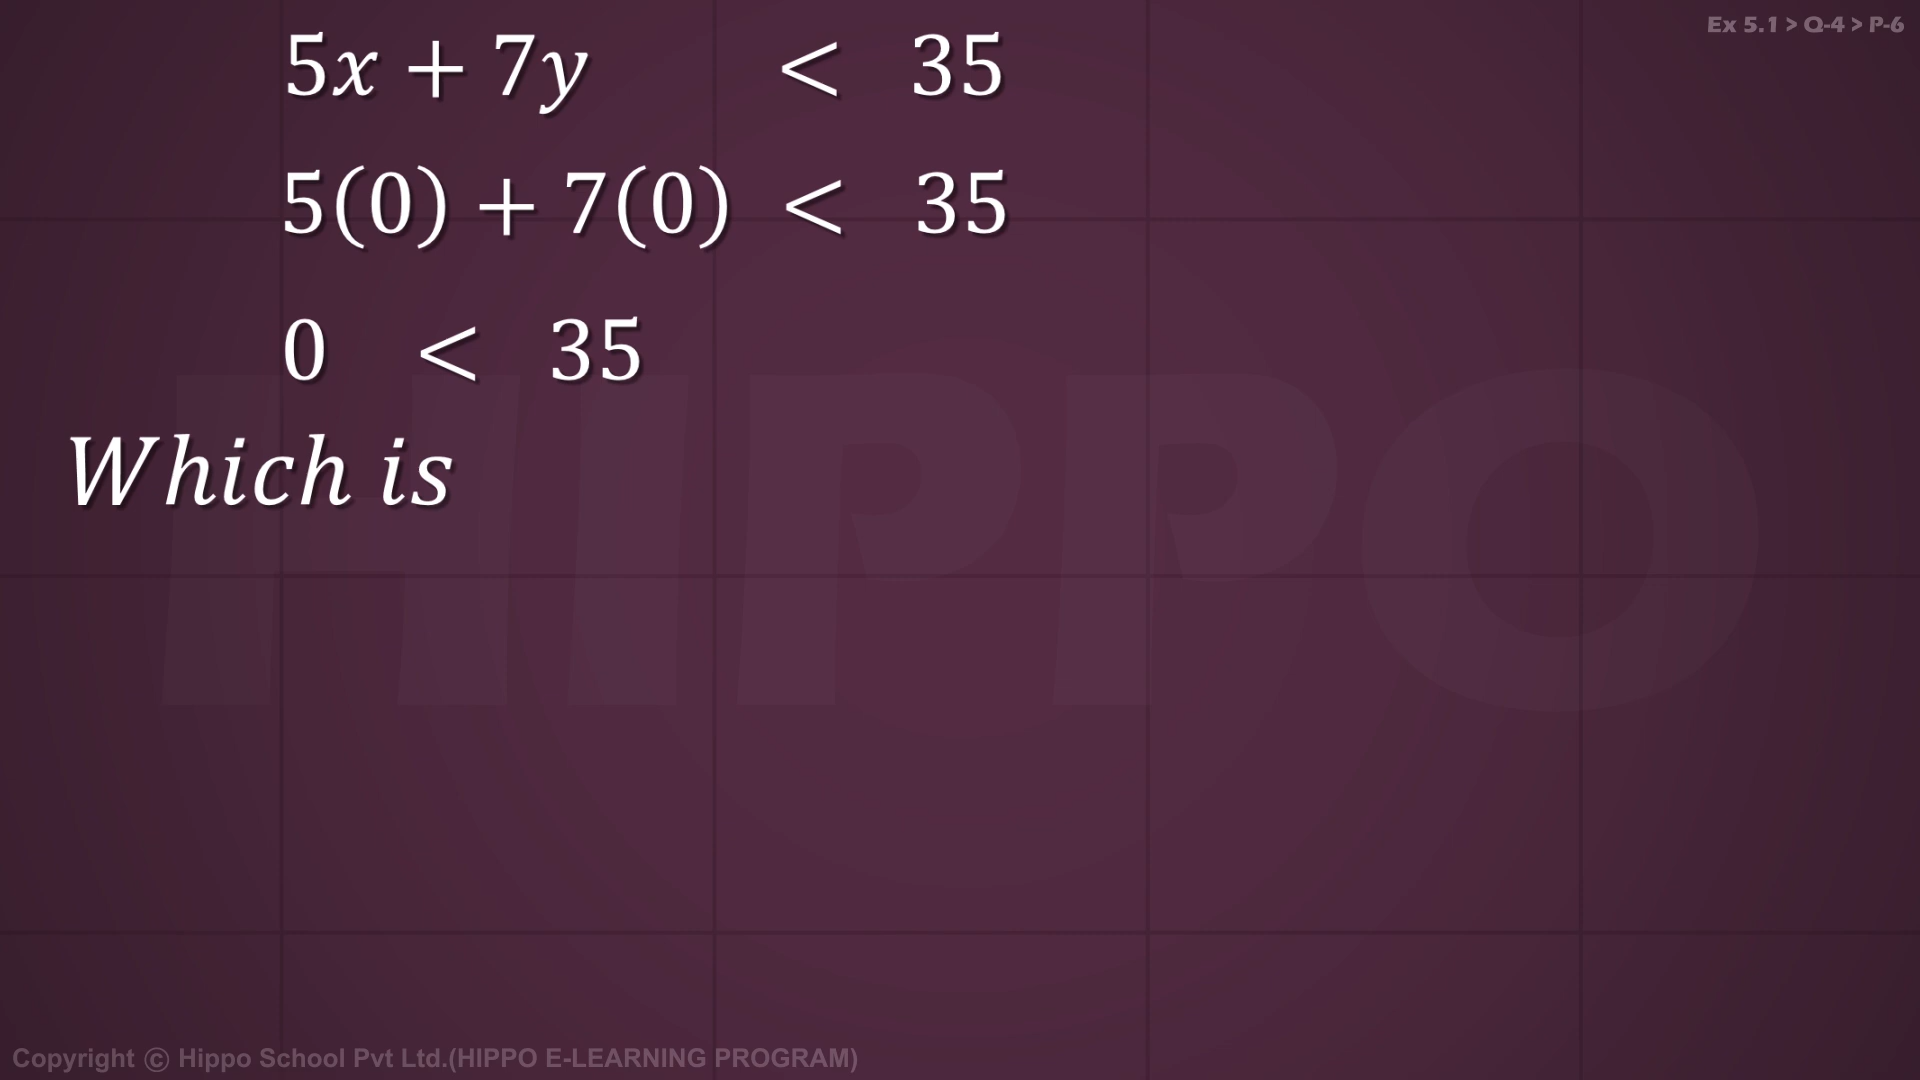 Ex 5.1 > Q-4 > P-6
5x + 7y < 35
5(0) + 7(0) < 35
0 < 35
Which is
HIPPO
Copyright © Hippo School Pvt Ltd.(HIPPO E-LEARNING PROGRAM)